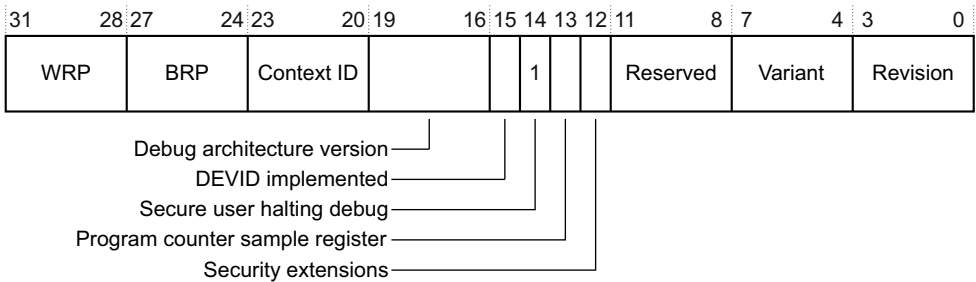 31 28 27 24 23 20 19 16 15 14 13 12 11 8 7 4 3 0
WRP BRP Context ID 1 Reserved Variant Revision
Debug architecture version
DEVID implemented
Secure user halting debug
Program counter sample register
Security extensions